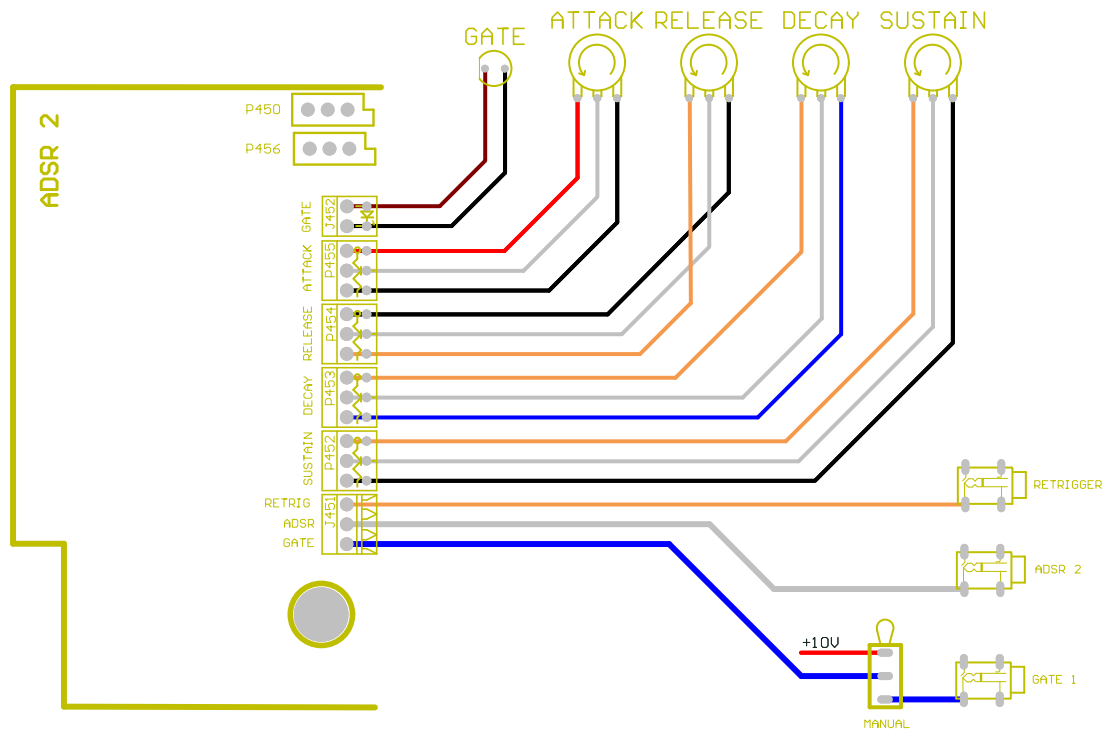 ATTACK RELEASE DECAY SUSTAIN
GATE
ADSR 2
P450
P456
GATE J452
ATTACK P455
RELEASE P454
DECAY P453
SUSTAIN P452
RETRIG J451
ADSR
GATE
RETRIGGER
ADSR 2
+10V
GATE 1
MANUAL